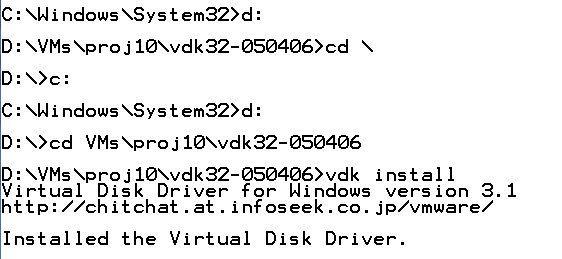 C:\Windows\System32>d:
D:\VMs\proj10\vdk32-050406>cd \
D:\>c:
C:\Windows\System32>d:
D:\>cd VMs\proj10\vdk32-050406
D:\VMs\proj10\vdk32-050406>vdk install
Virtual Disk Driver for Windows version 3.1
http://chitchat.at.infoseek.co.jp/vmware/
Installed the Virtual Disk Driver.